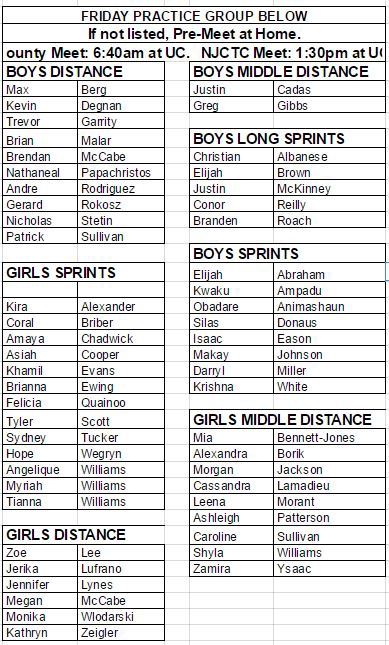 FRIDAY PRACTICE GROUP BELOW
If not listed, Pre-Meet at Home.
ounty Meet: 6:40am at UC. NJCTC Meet: 1:30pm at U
BOYS DISTANCE
Max Berg
Kevin Degnan
Trevor Garrity
Brian Malar
Brendan McCabe
Nathaneal Papachristos
Andre Rodriguez
Gerard Rokosz
Nicholas Stetin
Patrick Sullivan
GIRLS SPRINTS
Kira Alexander
Coral Briber
Amaya Chadwick
Asiah Cooper
Khamil Evans
Brianna Ewing
Felicia Quainoo
Tyler Scott
Sydney Tucker
Hope Wegryn
Angelique Williams
Myriah Williams
Tianna Williams
GIRLS DISTANCE
Zoe Lee
Jerika Lufrano
Jennifer Lynes
Megan McCabe
Monika Wlodarski
Kathryn Zeigler
BOYS MIDDLE DISTANCE
Justin Cadas
Greg Gibbs
BOYS LONG SPRINTS
Christian Albanese
Elijah Brown
Justin McKinney
Conor Reilly
Branden Roach
BOYS SPRINTS
Elijah Abraham
Kwaku Ampadu
Obadare Animashaun
Silas Donaus
Isaac Eason
Makay Johnson
Darryl Miller
Krishna White
GIRLS MIDDLE DISTANCE
Mia Bennett-Jones
Alexandra Borik
Morgan Jackson
Cassandra Lamadieu
Leena Morant
Ashleigh Patterson
Caroline Sullivan
Shyla Williams
Zamira Ysaac